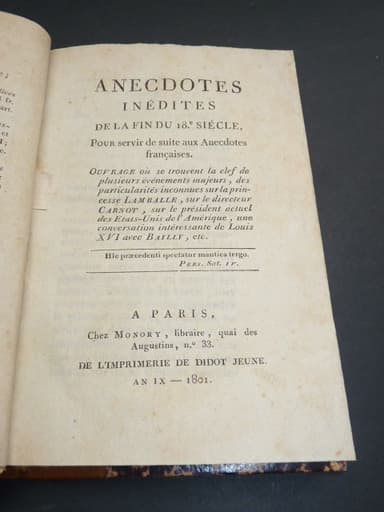 ANECDOTES
INÉDITES
DE LA FIN DU 18.e SIÉCLE,
POUR servir de suite aux Anecdotes
françaises.
OUVRAGE où se trouvent la clef de
plusieurs événements majeurs, des
particularités inconnues sur la prin-
cesse LAMBALLE, sur le directeur
CARNOT, sur le président actuel
des Etats-Unis de l'Amérique, une
conversation intéressante de Louis
XVI avec BAILLY, etc.
Hîc præcedenti spectatur mantica tergo.
PERS. Sat. IV.
A PARIS,
Chez MONORY, libraire, quai des
Augustins, n.o 33.
DE L'IMPRIMERIE DE DIDOT JEUNE.
AN IX — 1801.